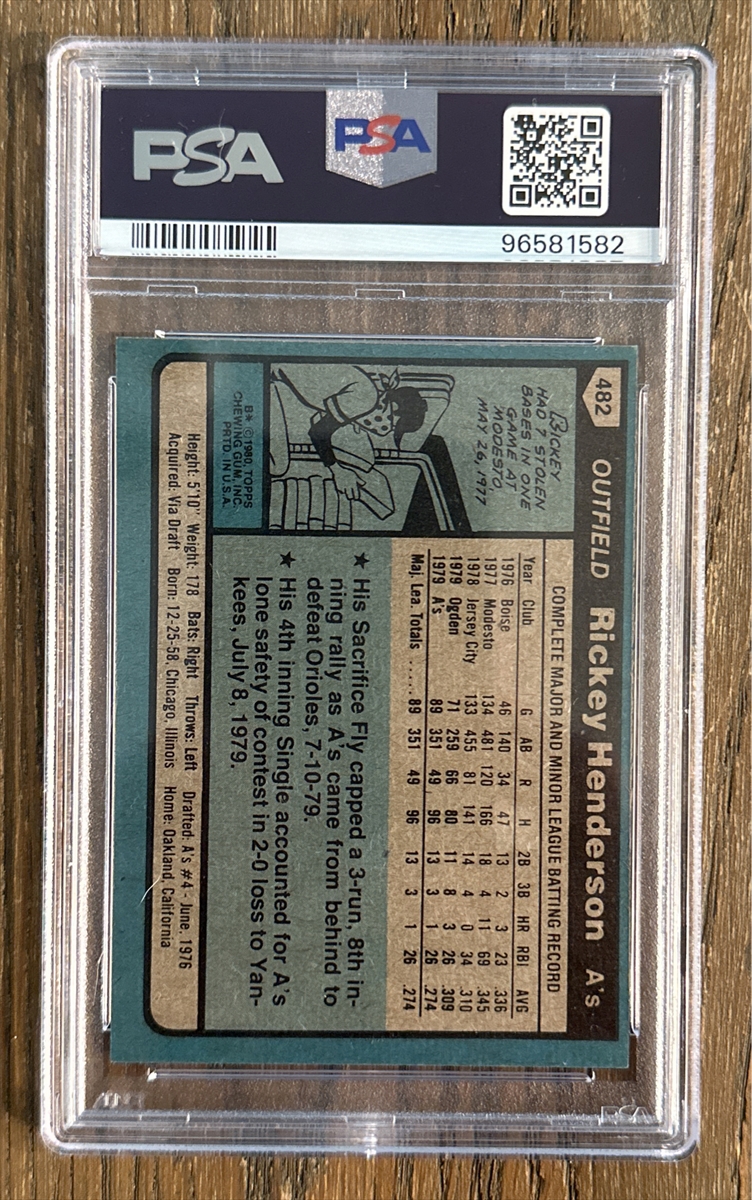 PSA
PSA
96581582
482 OUTFIELD Rickey Henderson A's
RICKEY
HAD 7 STOLEN
BASES IN ONE
GAME AT
MODESTO,
MAY 26, 1977
B* © 1980 TOPPS
CHEWING GUM, INC.
PRTD. IN U.S.A.
COMPLETE MAJOR AND MINOR LEAGUE BATTING RECORD
Year Club G AB R H 2B 3B HR RBI AVG
1976 Boise 46 140 34 47 13 2 3 23 .336
1977 Modesto 134 481 120 166 18 4 11 69 .345
1978 Jersey City 133 455 81 141 14 4 0 34 .310
1979 Ogden 71 259 66 80 11 8 3 26 .309
1979 A's 89 351 49 96 13 3 1 26 .274
Maj. Lea. Totals ..... 89 351 49 96 13 3 1 26 .274
★ His Sacrifice Fly capped a 3-run, 8th in-
ning rally as A's came from behind to
defeat Orioles, 7-10-79.
★ His 4th inning Single accounted for A's
lone safety of contest in 2-0 loss to Yan-
kees, July 8, 1979.
Height: 5'10" Weight: 178 Bats: Right Throws: Left Drafted: A's #4 - June, 1976
Acquired: Via Draft Born: 12-25-58, Chicago, Illinois Home: Oakland, California
PSA